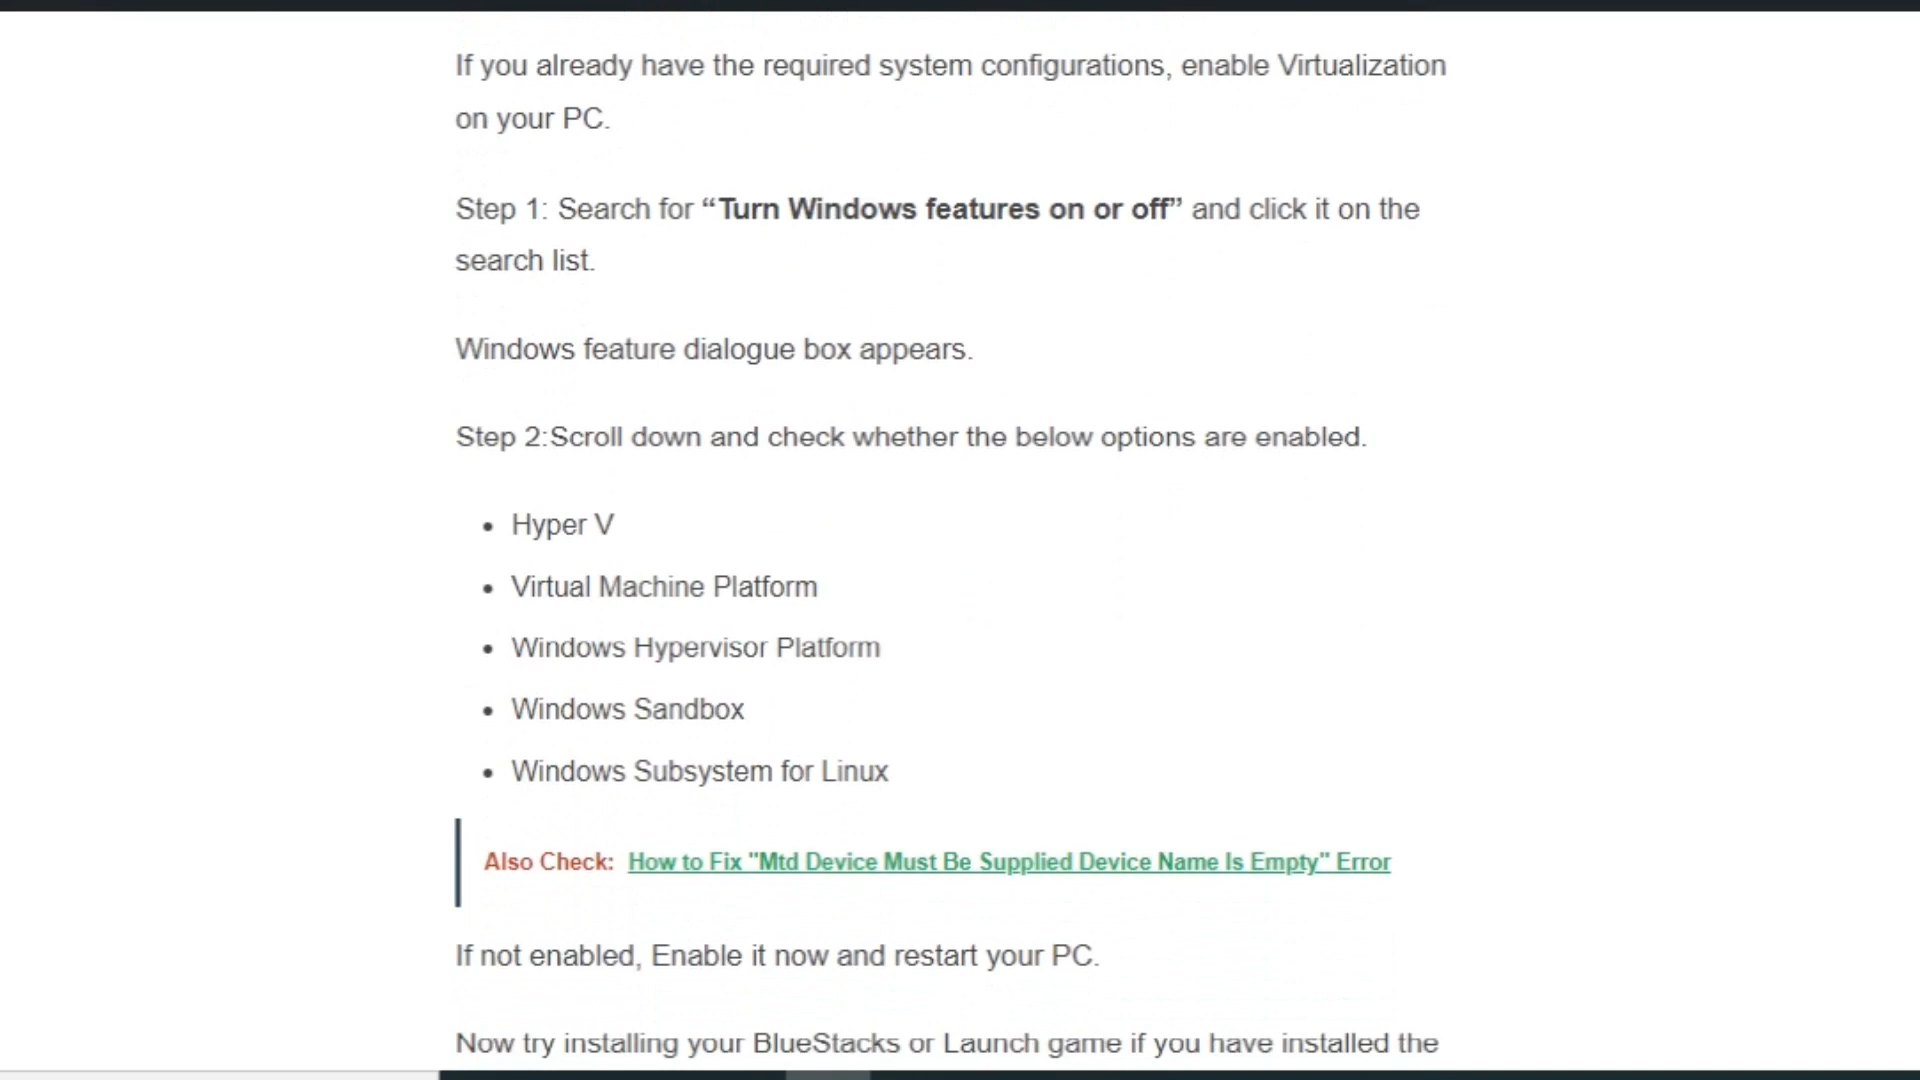 If you already have the required system configurations, enable Virtualization
on your PC.
Step 1: Search for “Turn Windows features on or off” and click it on the
search list.
Windows feature dialogue box appears.
Step 2:Scroll down and check whether the below options are enabled.
• Hyper V
• Virtual Machine Platform
• Windows Hypervisor Platform
• Windows Sandbox
• Windows Subsystem for Linux
Also Check: How to Fix "Mtd Device Must Be Supplied Device Name Is Empty" Error
If not enabled, Enable it now and restart your PC.
Now try installing your BlueStacks or Launch game if you have installed the